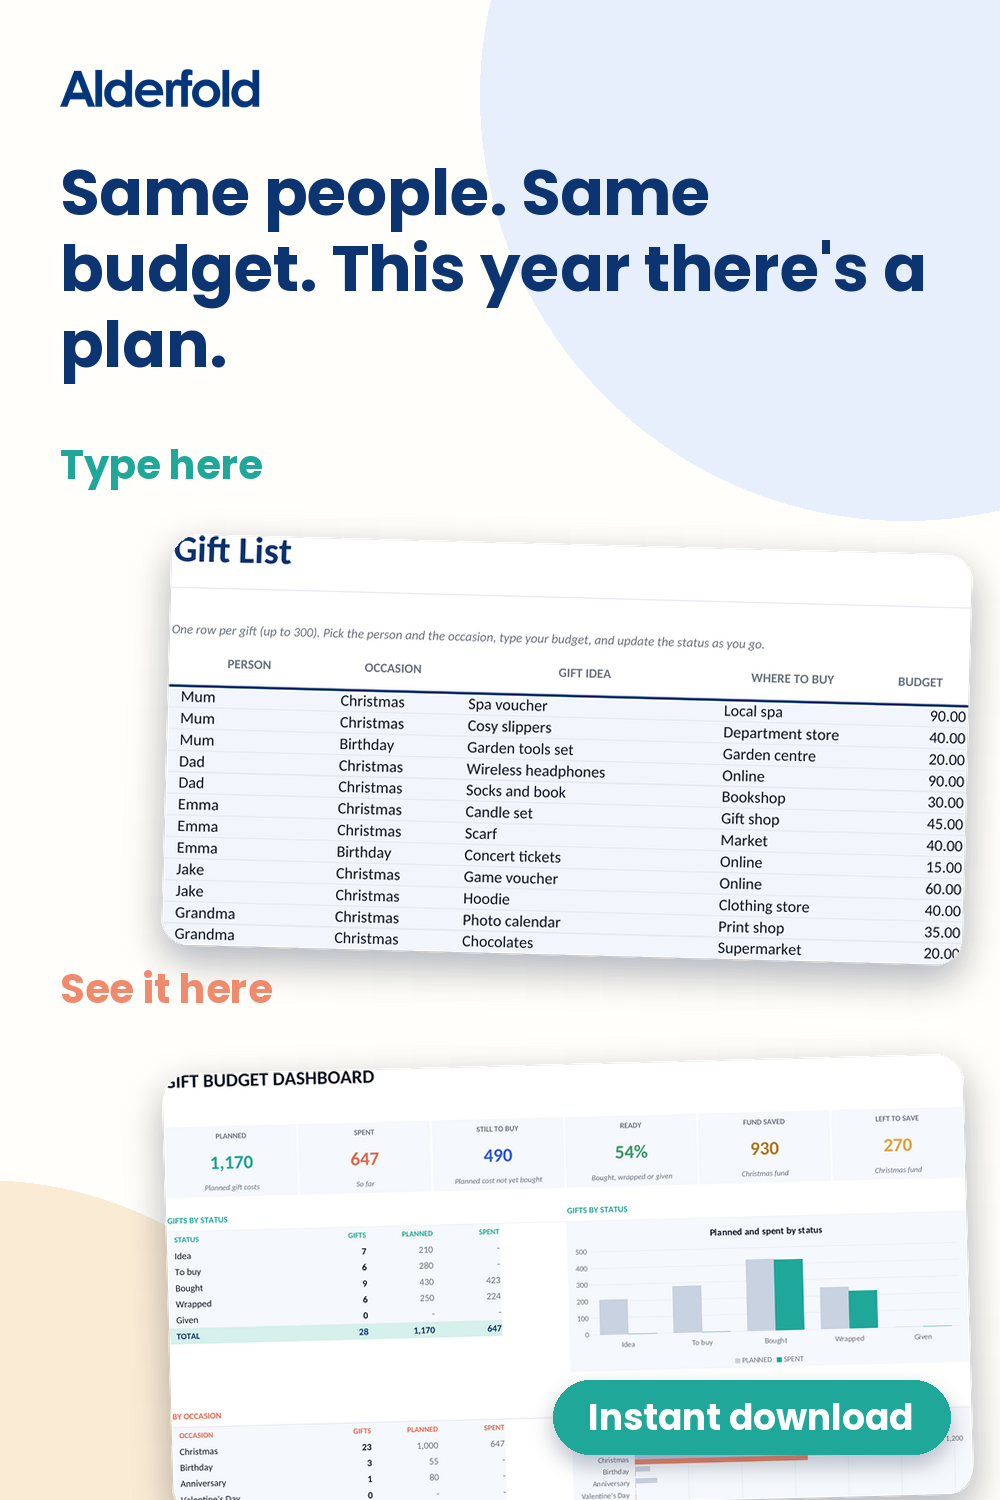 Alderfold
Same people. Same
budget. This year there's a
plan.
Type here
Gift List
One row per gift (up to 300). Pick the person and the occasion, type your budget, and update the status as you go.
PERSON OCCASION GIFT IDEA WHERE TO BUY BUDGET
Mum Christmas Spa voucher Local spa 90.00
Mum Christmas Cosy slippers Department store 40.00
Mum Birthday Garden tools set Garden centre 20.00
Dad Christmas Wireless headphones Online 90.00
Dad Christmas Socks and book Bookshop 30.00
Emma Christmas Candle set Gift shop 45.00
Emma Christmas Scarf Market 40.00
Emma Birthday Concert tickets Online 15.00
Jake Christmas Game voucher Online 60.00
Jake Christmas Hoodie Clothing store 40.00
Grandma Christmas Photo calendar Print shop 35.00
Grandma Christmas Chocolates Supermarket 20.00
See it here
GIFT BUDGET DASHBOARD
PLANNED SPENT STILL TO BUY READY FUND SAVED LEFT TO SAVE
1,170 647 490 54% 930 270
Planned gift costs So far Planned cost not yet bought Bought, wrapped or given Christmas fund Christmas fund
GIFTS BY STATUS
STATUS GIFTS PLANNED SPENT
Idea 7 210 -
To buy 6 280 -
Bought 9 430 423
Wrapped 6 250 224
Given 0 - -
TOTAL 28 1,170 647
GIFTS BY STATUS
Planned and spent by status
500
400
300
200
100
0
Idea To buy Bought Wrapped Given
PLANNED SPENT
BY OCCASION
OCCASION GIFTS PLANNED SPENT
Christmas 23 1,000 647
Birthday 3 55 -
Anniversary 1 80 -
Valentine's Day 0 - -
Instant download
1,200
Christmas
Birthday
Anniversary
Valentine's Day